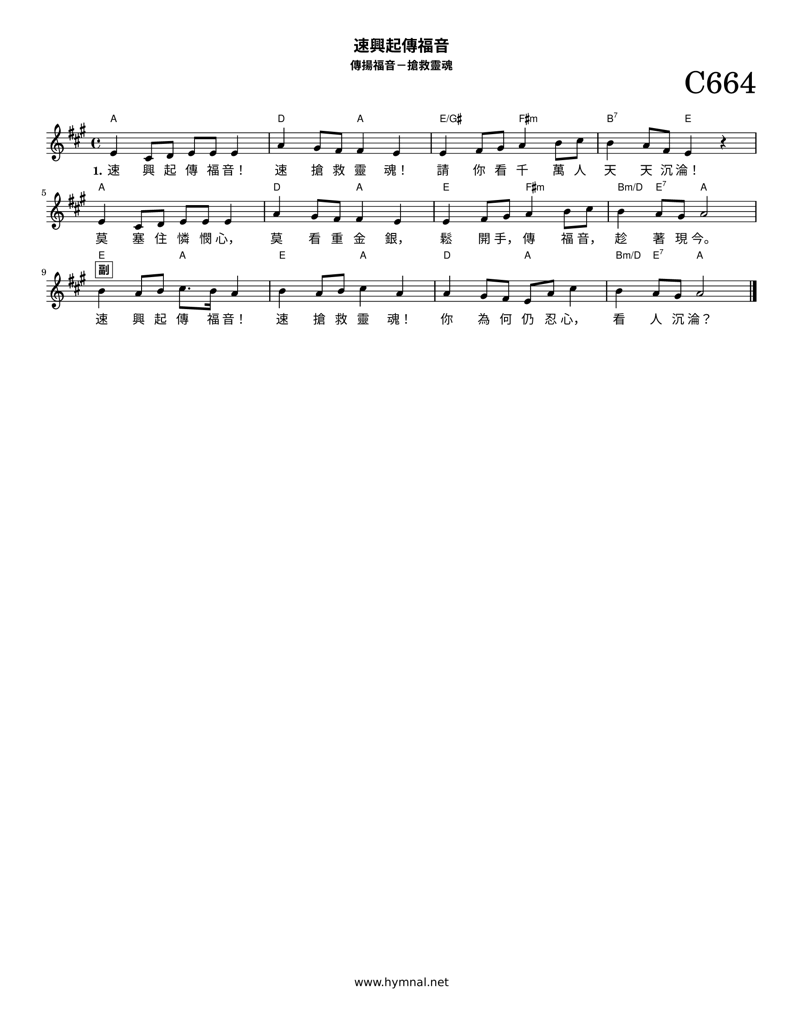 速興起傳福音
傳揚福音－搶救靈魂
C664
A D A E/G♯ F♯m B7 E
1. 速 興 起 傳 福 音！ 速 搶 救 靈 魂！ 請 你 看 千 萬 人 天 天 沉 淪！
A D A E F♯m Bm/D E7 A
5
莫 塞 住 憐 憫 心， 莫 看 重 金 銀， 鬆 開 手，傳 福 音， 趁 著 現 今。
E A E A D A Bm/D E7 A
副
9
速 興 起 傳 福 音！ 速 搶 救 靈 魂！ 你 為 何 仍 忍 心， 看 人 沉 淪？
www.hymnal.net